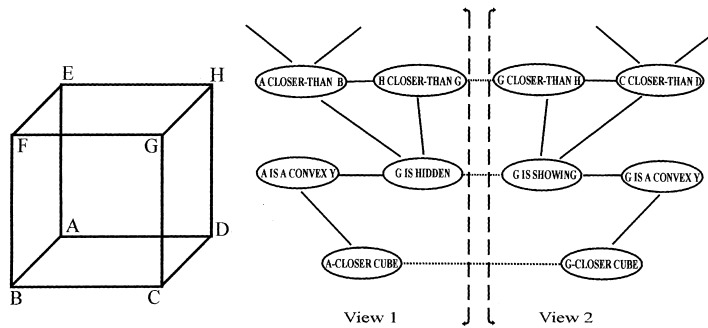 E
H
F
G
A
D
B
C
A CLOSER-THAN B
H CLOSER-THAN G
G CLOSER-THAN H
C CLOSER-THAN D
A IS A CONVEX Y
G IS HIDDEN
G IS SHOWING
G IS A CONVEX Y
A-CLOSER CUBE
G-CLOSER CUBE
View 1
View 2